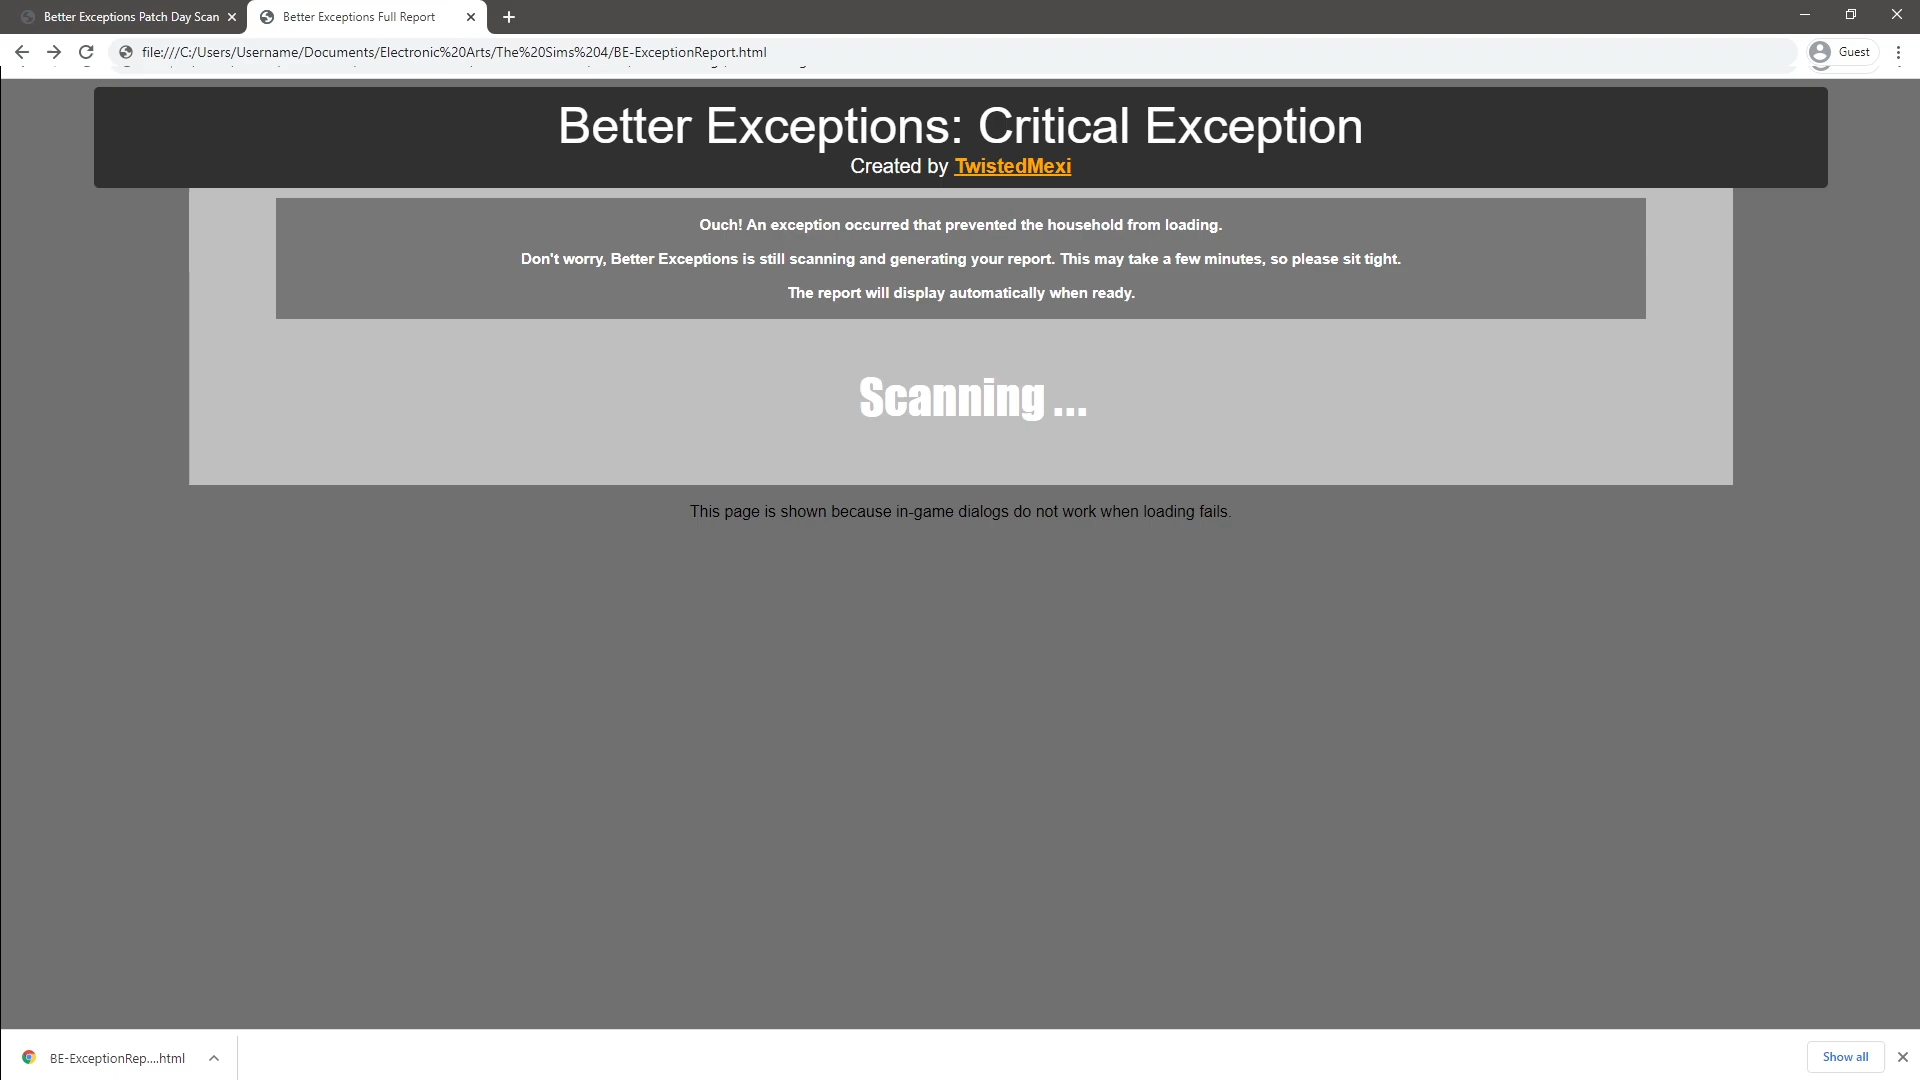 Better Exceptions Patch Day Scan
Better Exceptions Full Report
file:///C:/Users/Username/Documents/Electronic%20Arts/The%20Sims%204/BE-ExceptionReport.html
Guest
Better Exceptions: Critical Exception
Created by TwistedMexi
Ouch! An exception occurred that prevented the household from loading.
Don't worry, Better Exceptions is still scanning and generating your report. This may take a few minutes, so please sit tight.
The report will display automatically when ready.
Scanning ...
This page is shown because in-game dialogs do not work when loading fails.
BE-ExceptionRep....html
Show all